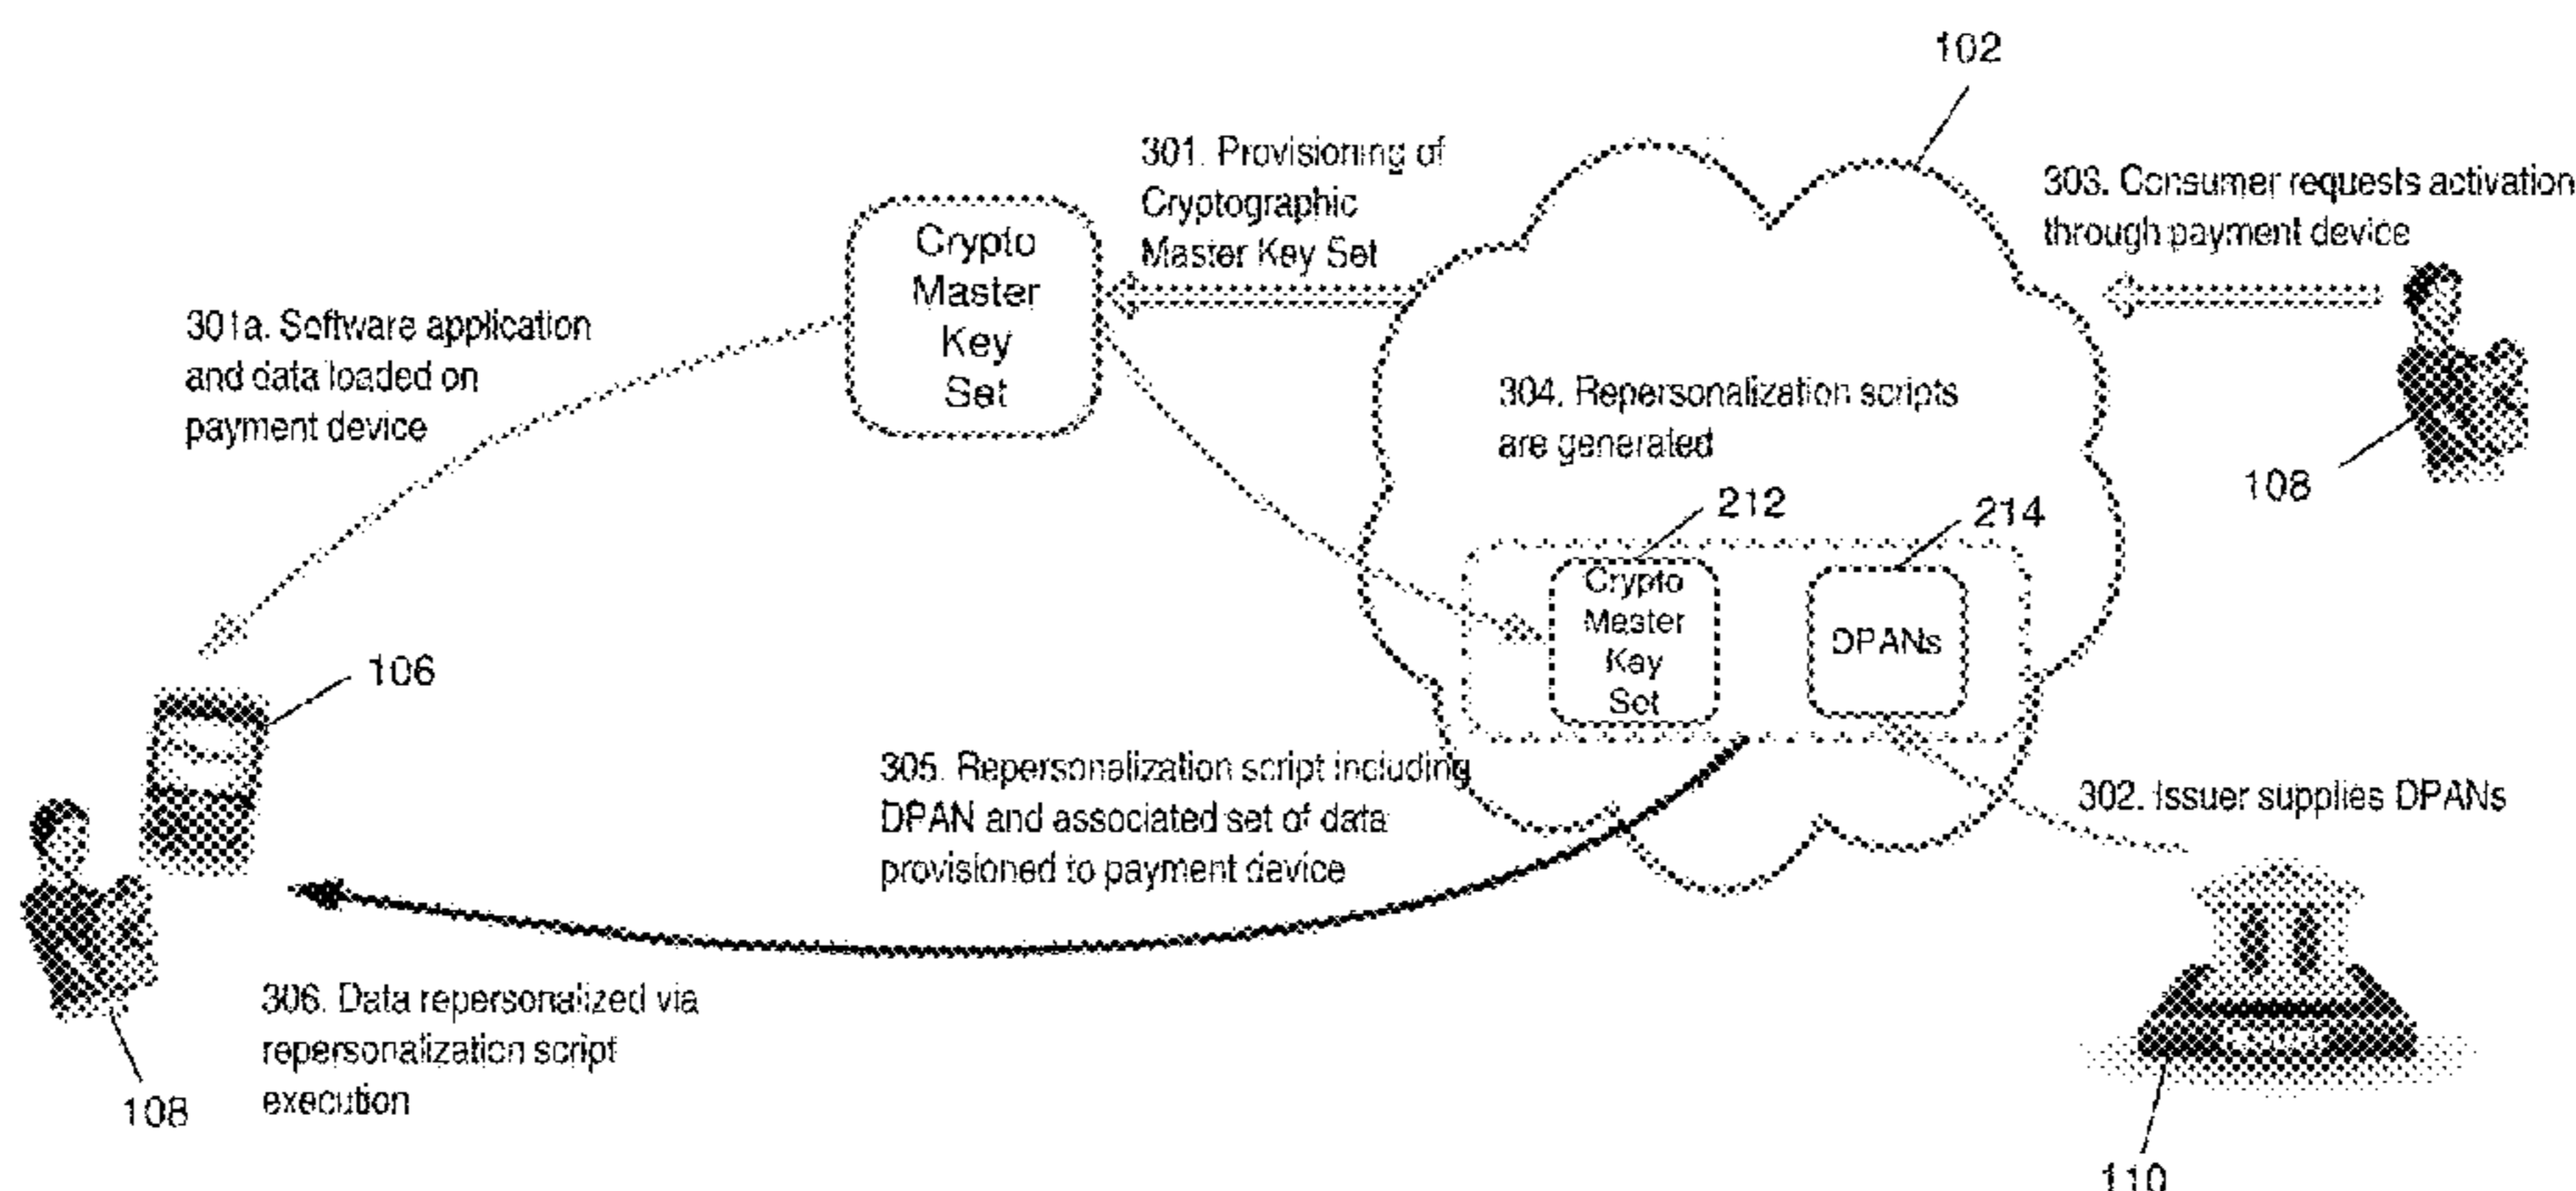 102
301. Provisioning of
Cryptographic
Master Key Set
303. Consumer requests activation
through payment device
Crypto
Master
Key
Set
301a. Software application
and data loaded on
payment device
304. Repersonalization scripts
are generated
108
212
214
Crypto
Master
Key
Set
DPANs
106
305. Repersonalization script including
DPAN and associated set of data
provisioned to payment device
302. Issuer supplies DPANs
306. Data repersonalized via
repersonalization script
execution
108
110